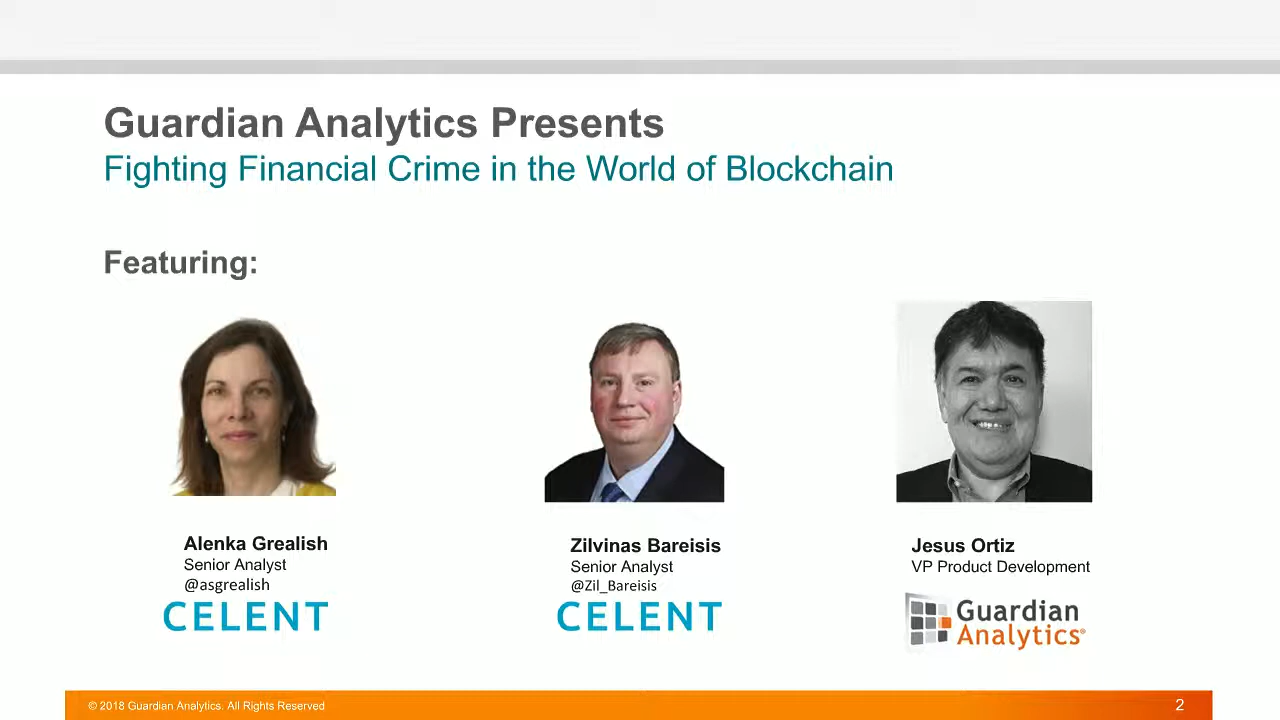 Guardian Analytics Presents
Fighting Financial Crime in the World of Blockchain
Featuring:
Alenka Grealish
Senior Analyst
@asgrealish
CELENT
Zilvinas Bareisis
Senior Analyst
@Zil_Bareisis
CELENT
Jesus Ortiz
VP Product Development
Guardian
Analytics®
© 2018 Guardian Analytics. All Rights Reserved
2